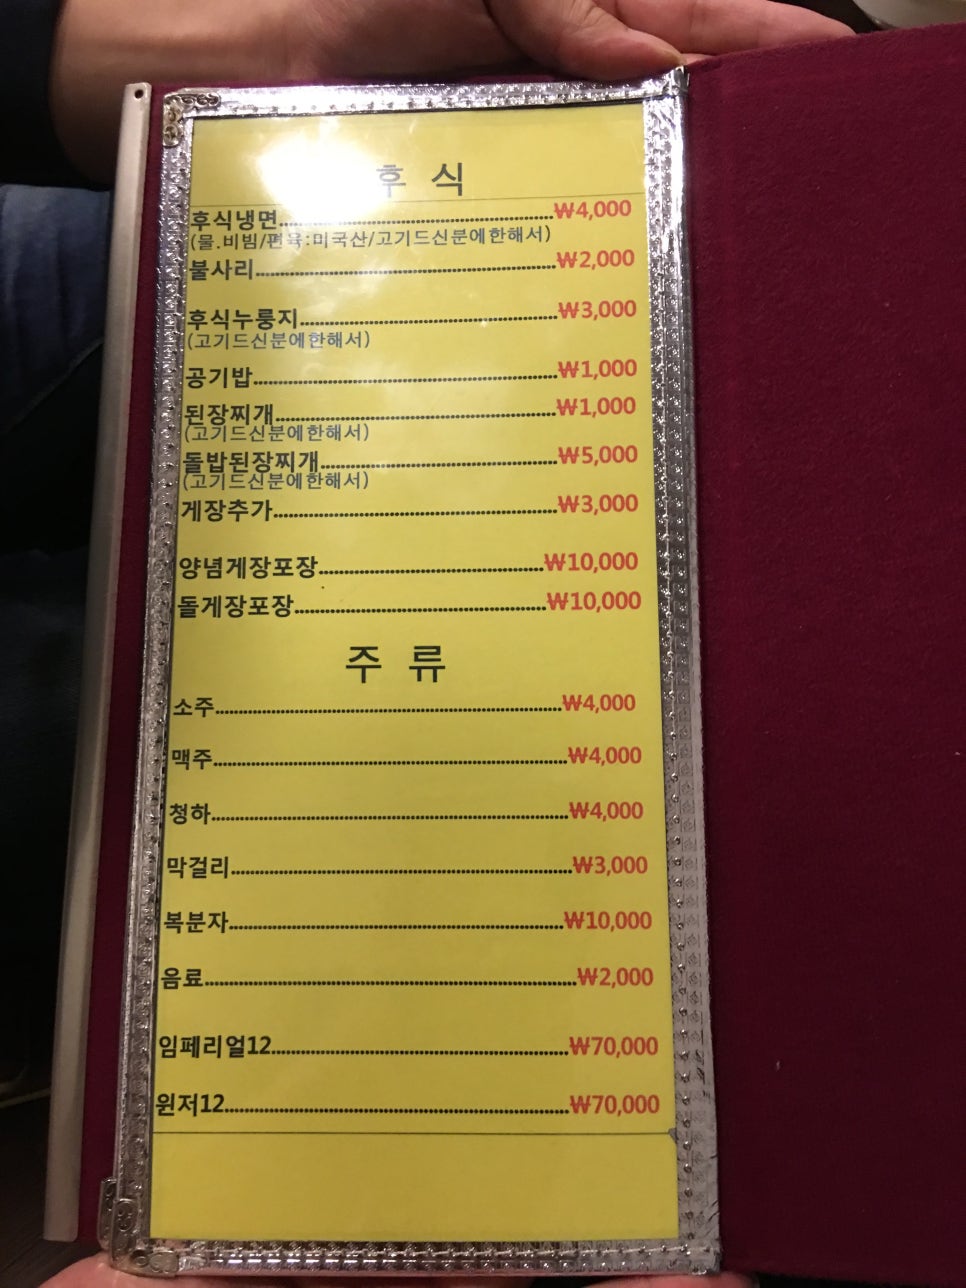 후 식
후식냉면 ₩4,000
(물.비빔/편육:미국산/고기드신분에한해서)
불사리 ₩2,000
후식누룽지 ₩3,000
(고기드신분에한해서)
공기밥 ₩1,000
된장찌개 ₩1,000
(고기드신분에한해서)
돌밥된장찌개 ₩5,000
(고기드신분에한해서)
게장추가 ₩3,000
양념게장포장 ₩10,000
돌게장포장 ₩10,000
주 류
소주 ₩4,000
맥주 ₩4,000
청하 ₩4,000
막걸리 ₩3,000
복분자 ₩10,000
음료 ₩2,000
임페리얼12 ₩70,000
윈저12 ₩70,000